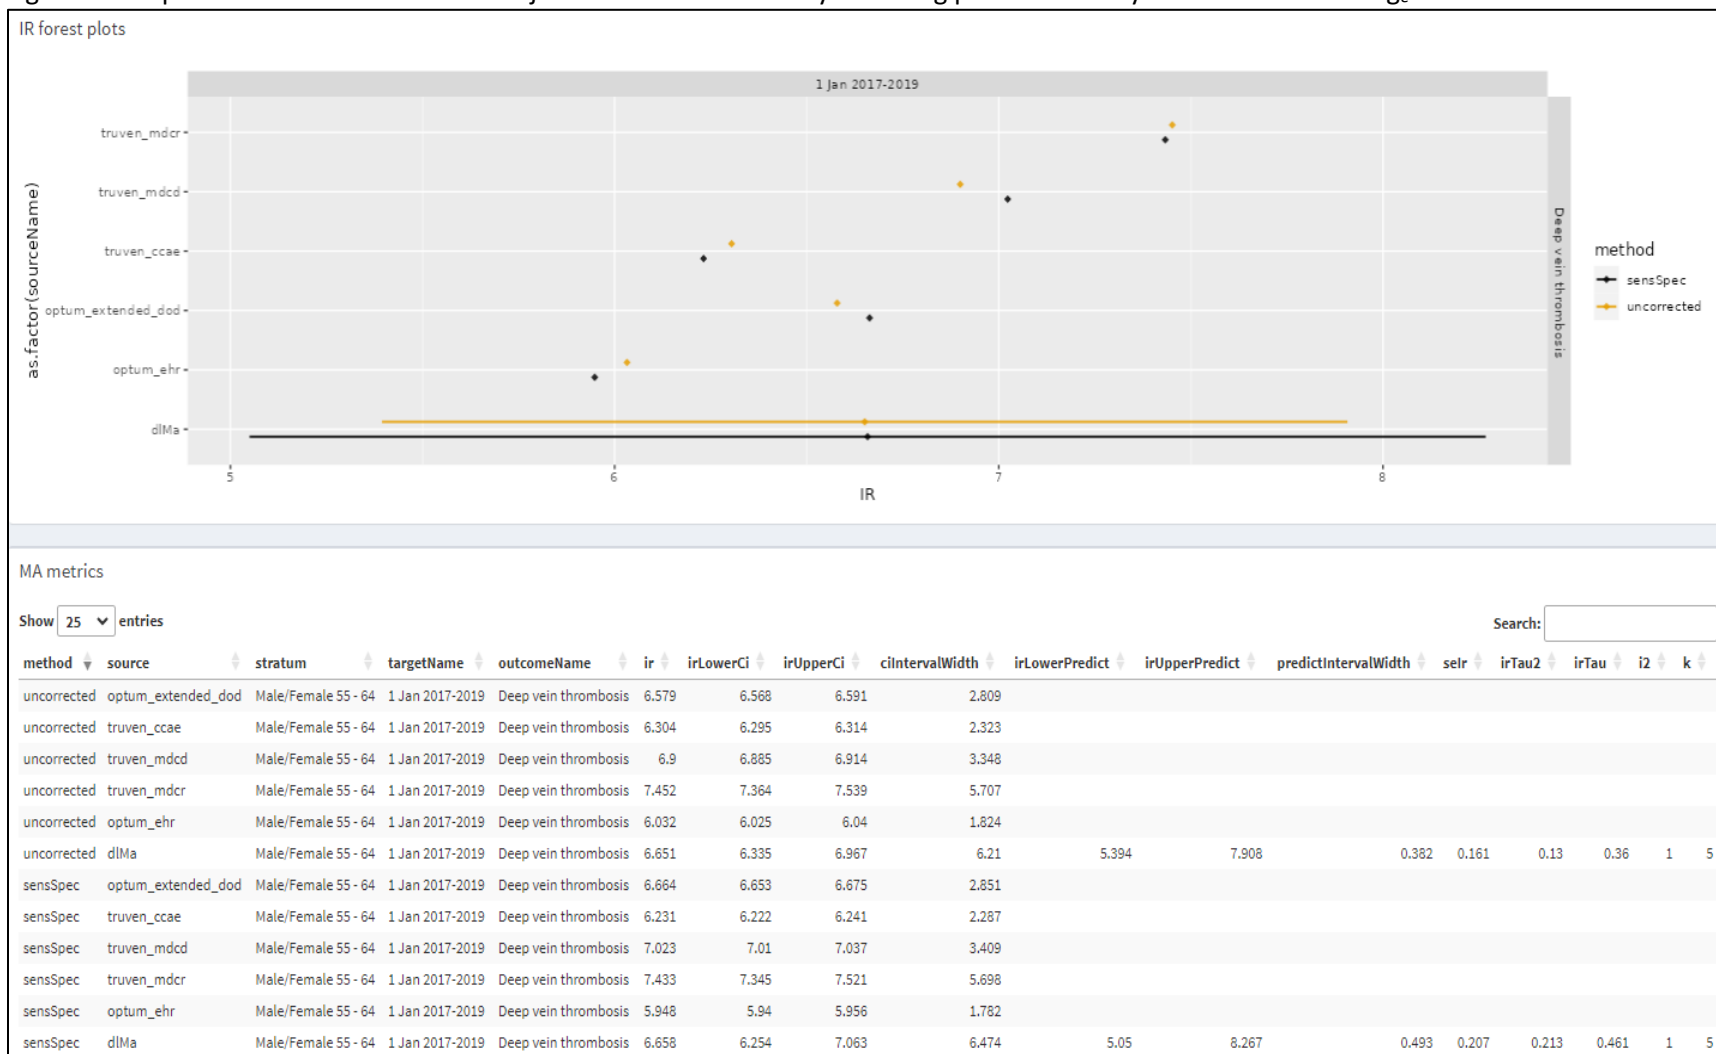 IR forest plots
1 Jan 2017-2019
as.factor(sourceName)
truven_mdcr
truven_mdcd
truven_ccae
optum_extended_dod
optum_ehr
dlMa
5 6 7 8
IR
Deep vein thrombosis
method
sensSpec
uncorrected
MA metrics
Show 25 entries
Search:
method source stratum targetName outcomeName ir irLowerCi irUpperCi ciIntervalWidth irLowerPredict irUpperPredict predictIntervalWidth seIr irTau2 irTau i2 k
uncorrected optum_extended_dod Male/Female 55 - 64 1 Jan 2017-2019 Deep vein thrombosis 6.579 6.568 6.591 2.809
uncorrected truven_ccae Male/Female 55 - 64 1 Jan 2017-2019 Deep vein thrombosis 6.304 6.295 6.314 2.323
uncorrected truven_mdcd Male/Female 55 - 64 1 Jan 2017-2019 Deep vein thrombosis 6.9 6.885 6.914 3.348
uncorrected truven_mdcr Male/Female 55 - 64 1 Jan 2017-2019 Deep vein thrombosis 7.452 7.364 7.539 5.707
uncorrected optum_ehr Male/Female 55 - 64 1 Jan 2017-2019 Deep vein thrombosis 6.032 6.025 6.04 1.824
uncorrected dlMa Male/Female 55 - 64 1 Jan 2017-2019 Deep vein thrombosis 6.651 6.335 6.967 6.21 5.394 7.908 0.382 0.161 0.13 0.36 1 5
sensSpec optum_extended_dod Male/Female 55 - 64 1 Jan 2017-2019 Deep vein thrombosis 6.664 6.653 6.675 2.851
sensSpec truven_ccae Male/Female 55 - 64 1 Jan 2017-2019 Deep vein thrombosis 6.231 6.222 6.241 2.287
sensSpec truven_mdcd Male/Female 55 - 64 1 Jan 2017-2019 Deep vein thrombosis 7.023 7.01 7.037 3.409
sensSpec truven_mdcr Male/Female 55 - 64 1 Jan 2017-2019 Deep vein thrombosis 7.433 7.345 7.521 5.698
sensSpec optum_ehr Male/Female 55 - 64 1 Jan 2017-2019 Deep vein thrombosis 5.948 5.94 5.956 1.782
sensSpec dlMa Male/Female 55 - 64 1 Jan 2017-2019 Deep vein thrombosis 6.658 6.254 7.063 6.474 5.05 8.267 0.493 0.207 0.213 0.461 1 5